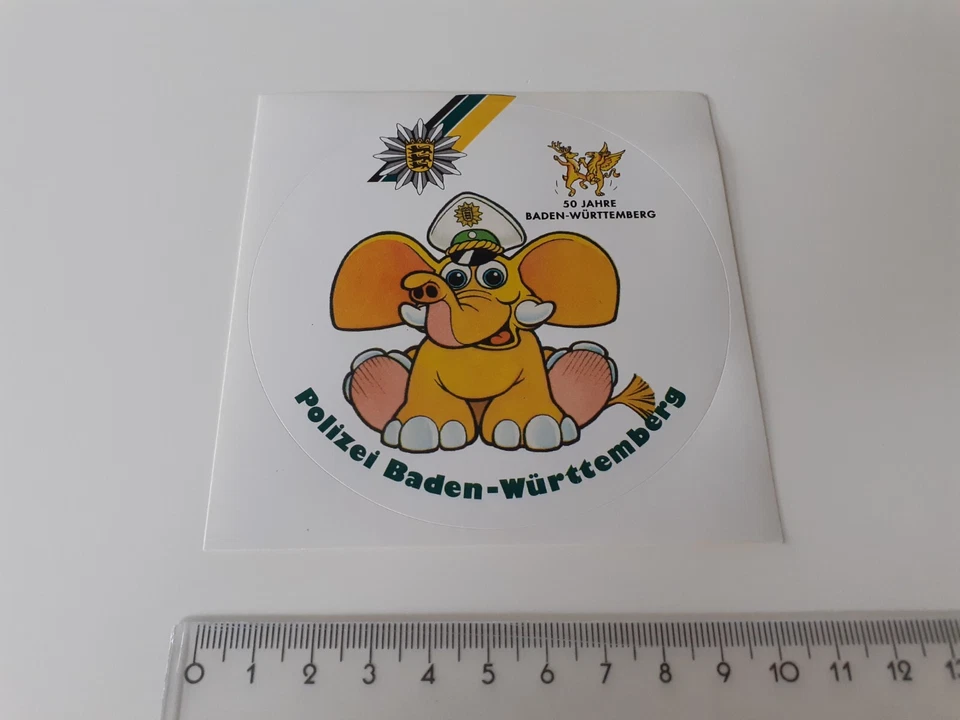 50 JAHRE
BADEN-WÜRTTEMBERG
Polizei Baden-Württemberg
0 1 2 3 4 5 6 7 8 9 10 11 12 13